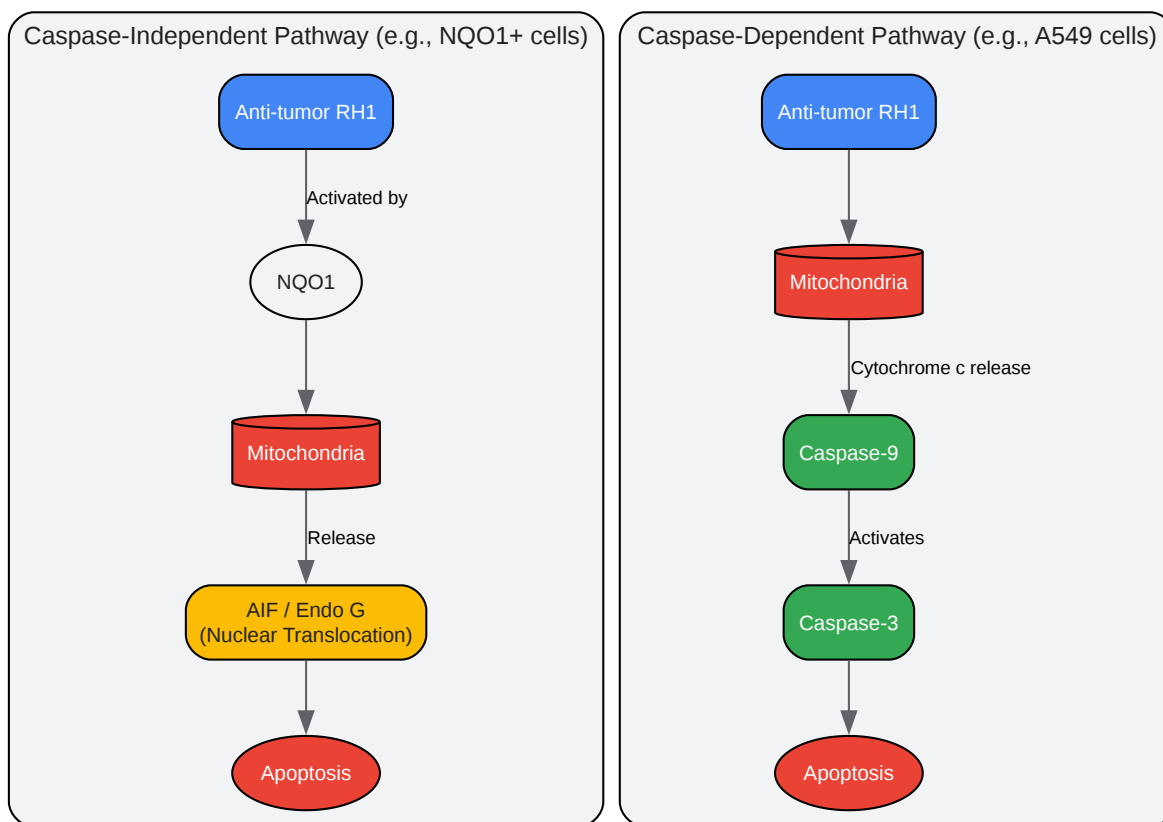 Caspase-Independent Pathway (e.g., NQO1+ cells)
Anti-tumor RH1
Activated by
NQO1
Mitochondria
Release
AIF / Endo G
(Nuclear Translocation)
Apoptosis
Caspase-Dependent Pathway (e.g., A549 cells)
Anti-tumor RH1
Mitochondria
Cytochrome c release
Caspase-9
Activates
Caspase-3
Apoptosis